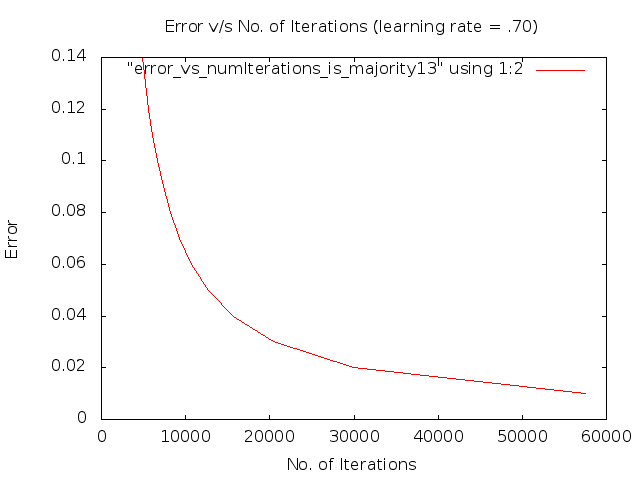 Error v/s No. of Iterations (learning rate = .70)
"error_vs_numIterations_is_majority13" using 1:2
0.14
0.12
0.1
0.08
0.06
0.04
0.02
0
Error
0 10000 20000 30000 40000 50000 60000
No. of Iterations